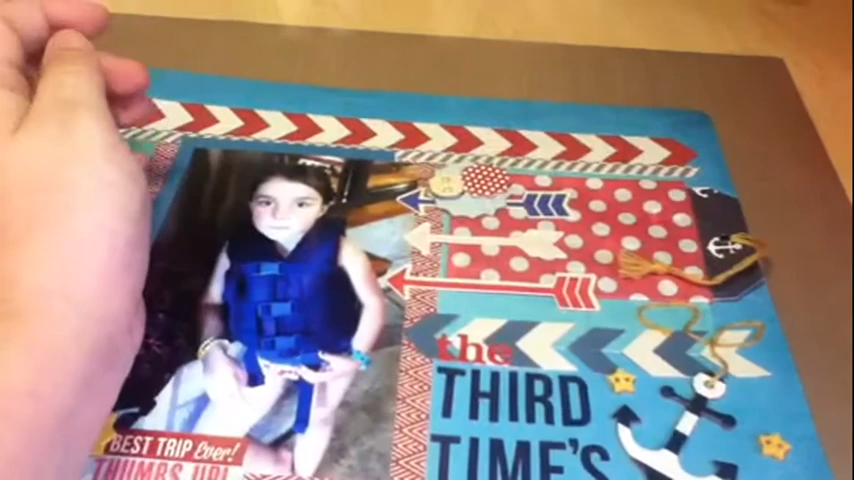 the
THIRD
TIME'S
BEST TRIP Ever!
THUMBS UP!